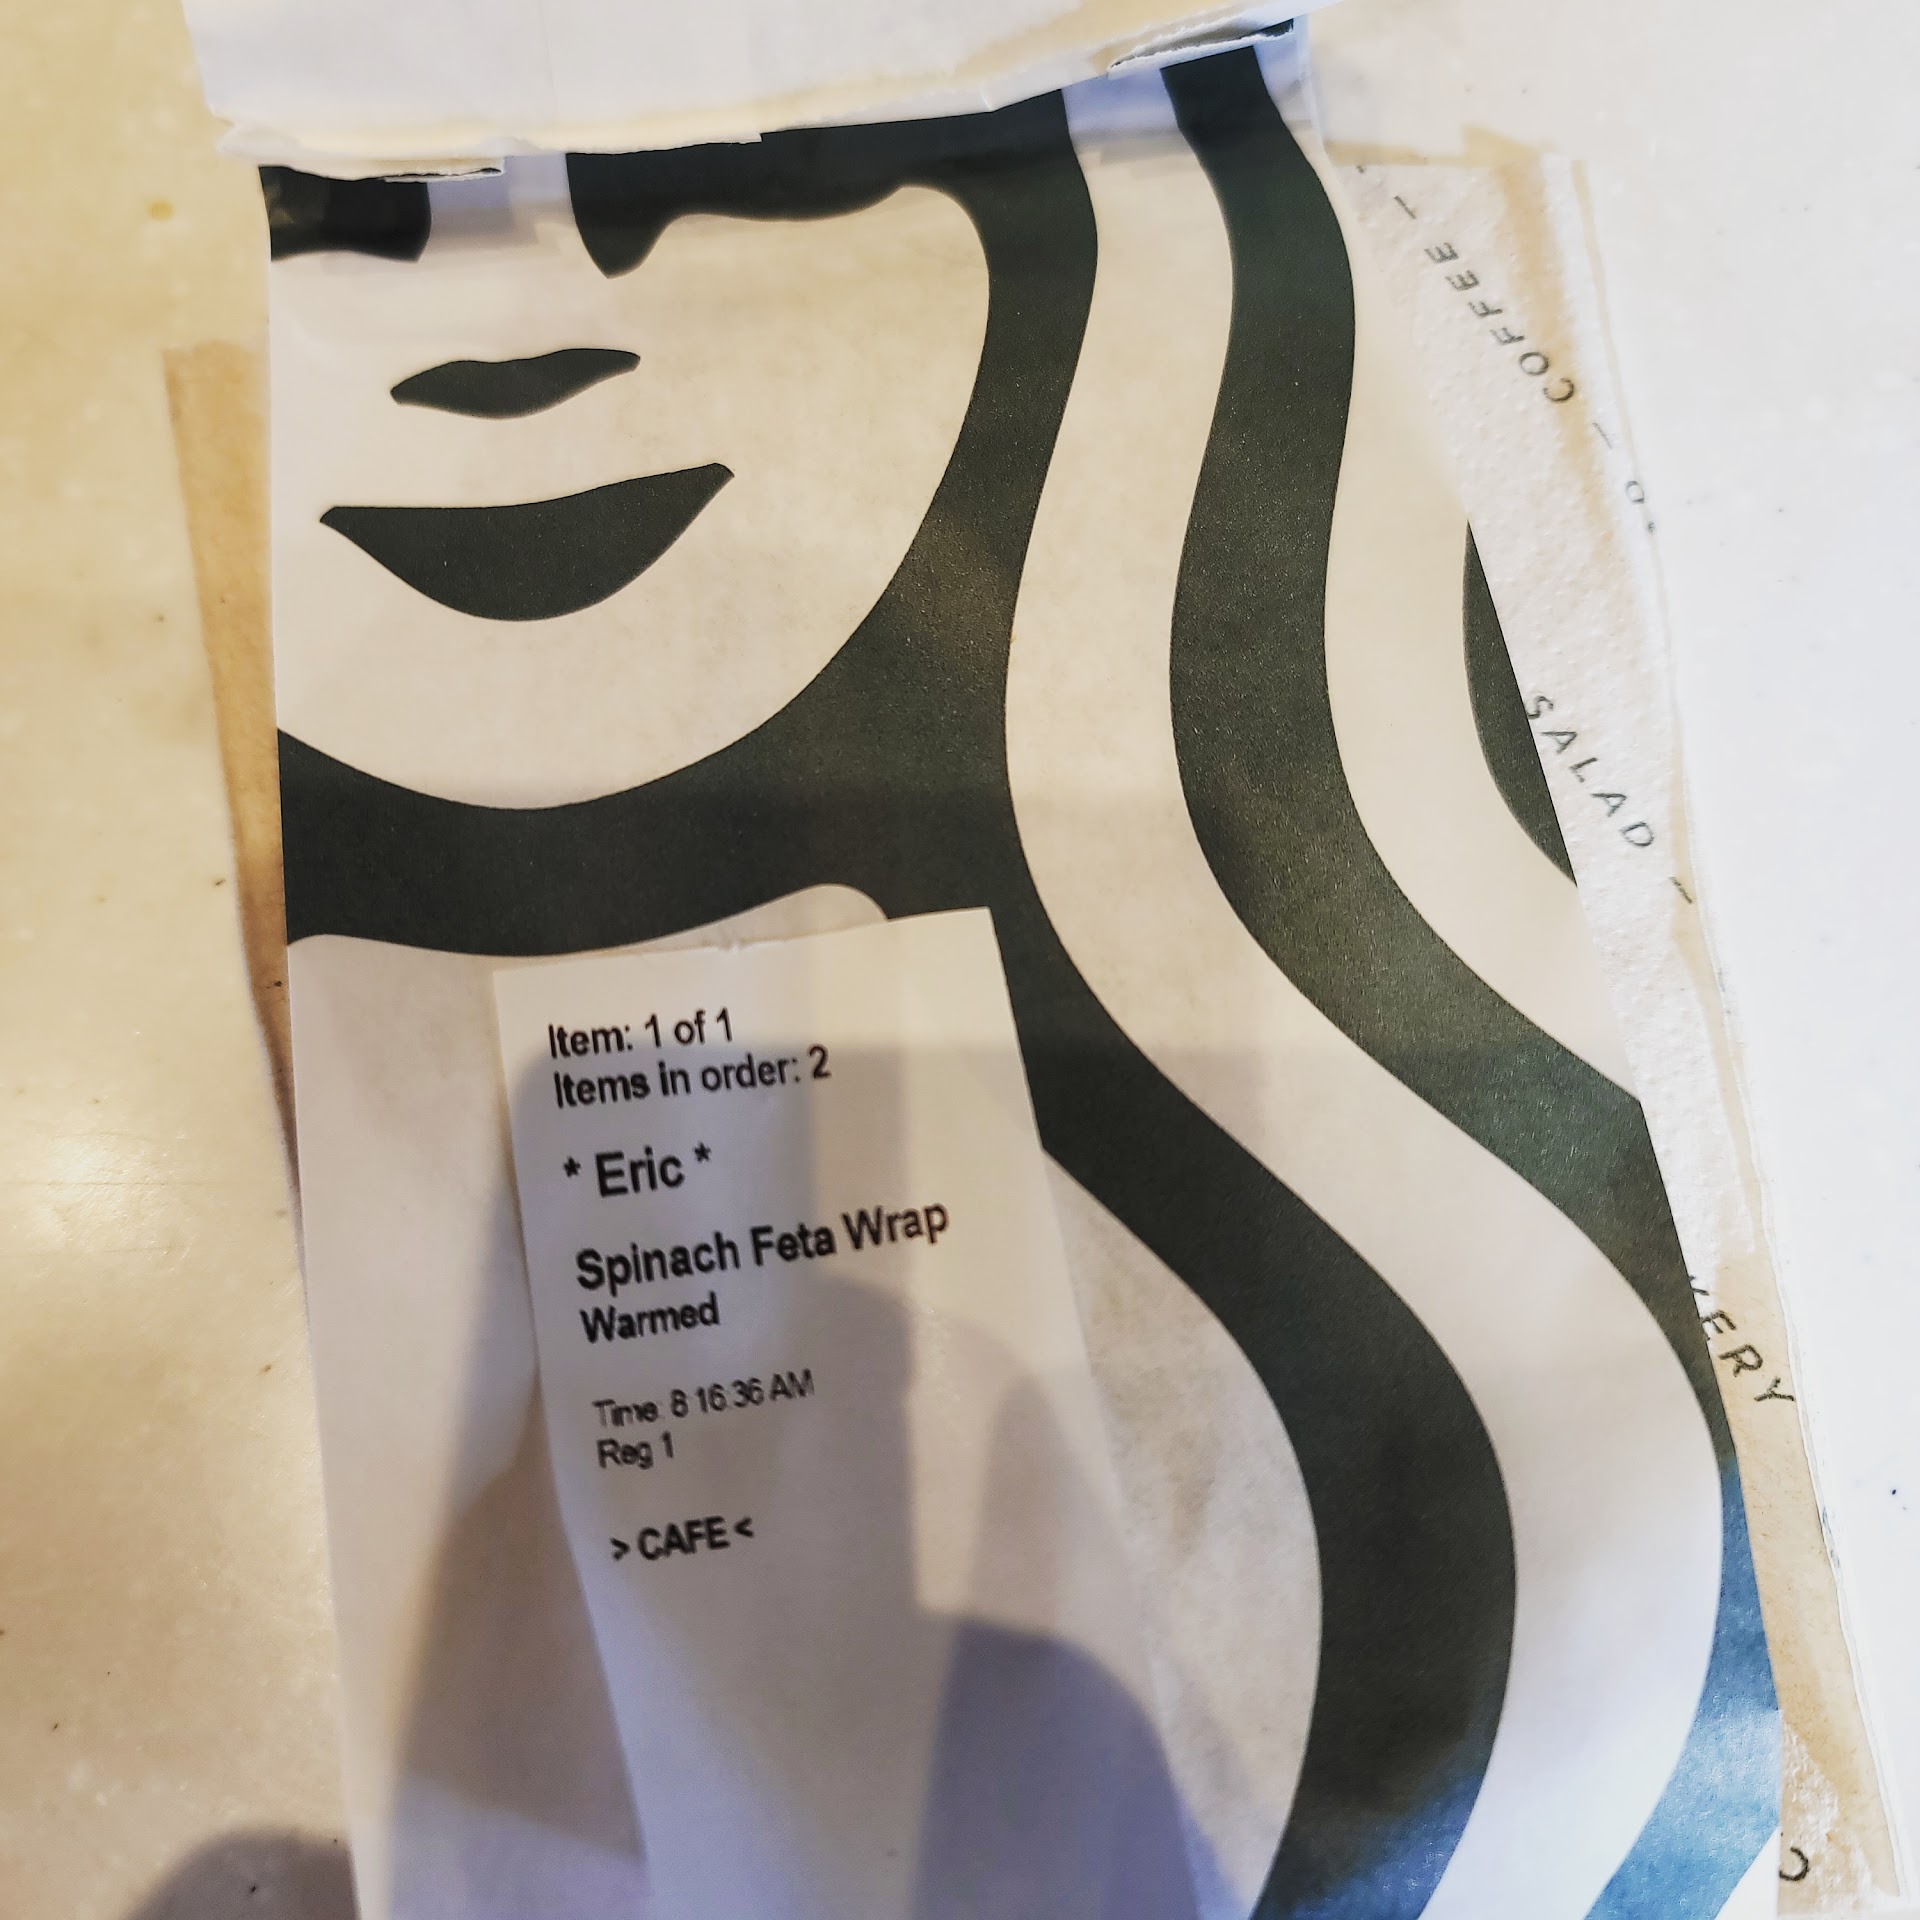 Item: 1 of 1
Items in order: 2
* Eric *
Spinach Feta Wrap
Warmed
Time: 8:16:36 AM
Reg 1
> CAFE <
COFFEE
SALAD